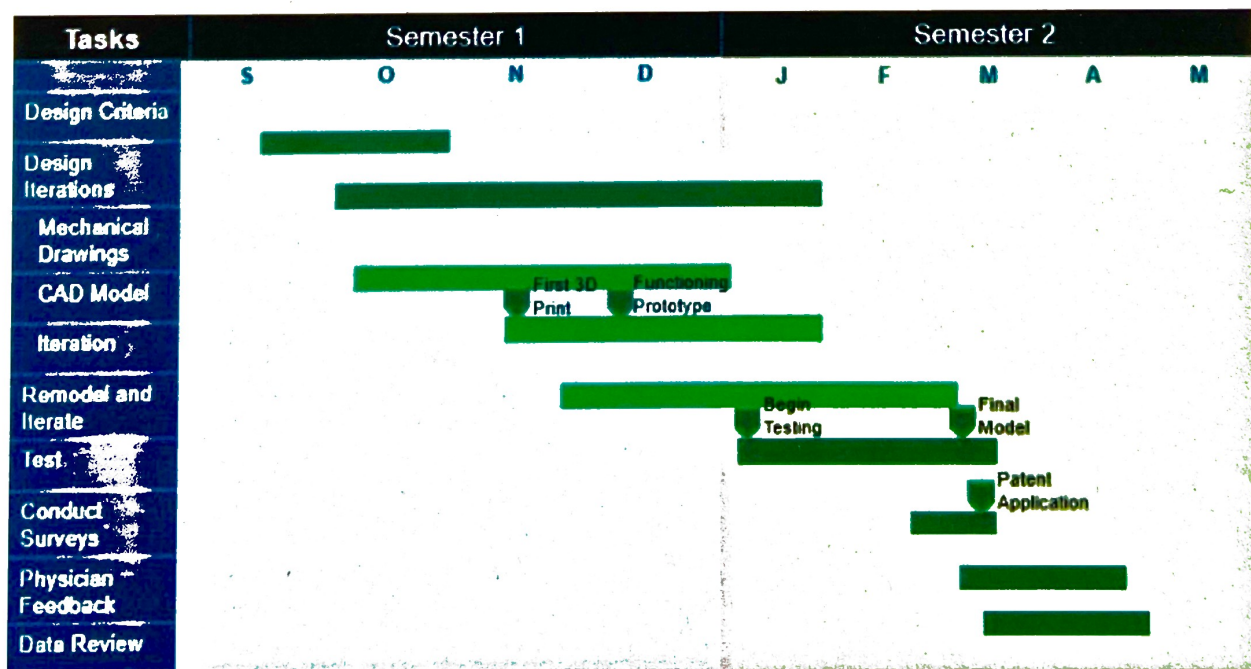 Tasks
Semester 1
Semester 2
S O N D J F M A M
Design Criteria
Design
Iterations
Mechanical
Drawings
CAD Model
First 3D
Print
Functioning
Prototype
Iteration
Remodel and
Iterate
Begin
Testing
Final
Model
Test
Patent
Application
Conduct
Surveys
Physician
Feedback
Data Review